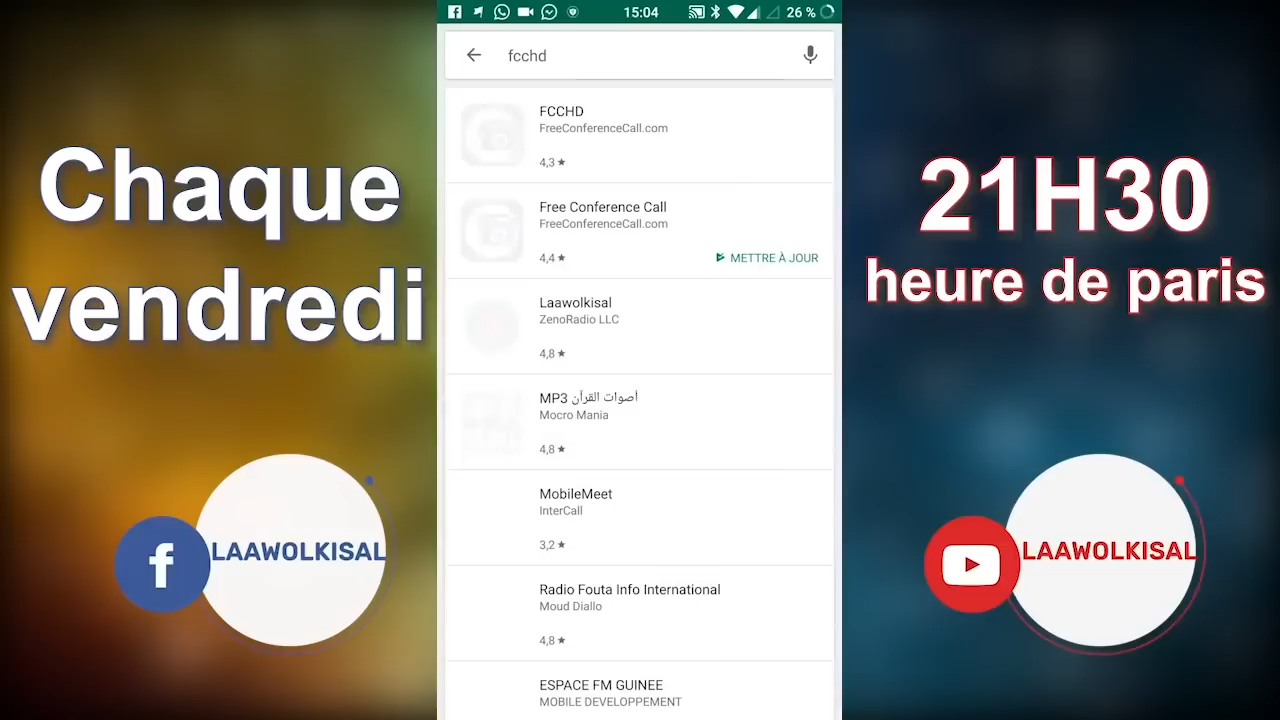 Chaque
vendredi
f
LAAWOLKISAL
15:04
26 %
fcchd
FCCHD
FreeConferenceCall.com
4,3 ★
Free Conference Call
FreeConferenceCall.com
4,4 ★
METTRE À JOUR
Laawolkisal
ZenoRadio LLC
4,8 ★
MP3 أصوات القرآن
Mocro Mania
4,8 ★
MobileMeet
InterCall
3,2 ★
Radio Fouta Info International
Moud Diallo
4,8 ★
ESPACE FM GUINEE
MOBILE DEVELOPPEMENT
21H30
heure de paris
LAAWOLKISAL